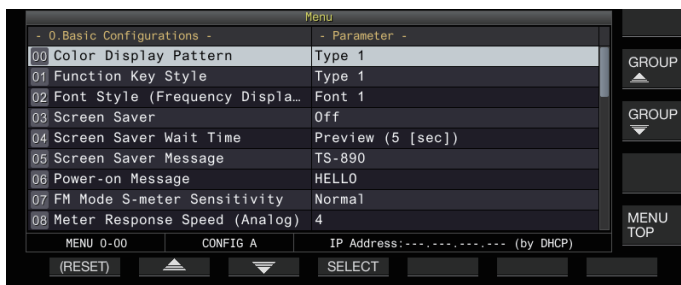 Menu
- 0.Basic Configurations - - Parameter -
00 Color Display Pattern Type 1
01 Function Key Style Type 1
02 Font Style (Frequency Displa… Font 1
03 Screen Saver Off
04 Screen Saver Wait Time Preview (5 [sec])
05 Screen Saver Message TS-890
06 Power-on Message HELLO
07 FM Mode S-meter Sensitivity Normal
08 Meter Response Speed (Analog) 4
MENU 0-00 CONFIG A IP Address:---.---.---.--- (by DHCP)
(RESET) SELECT
GROUP
GROUP
MENU
TOP